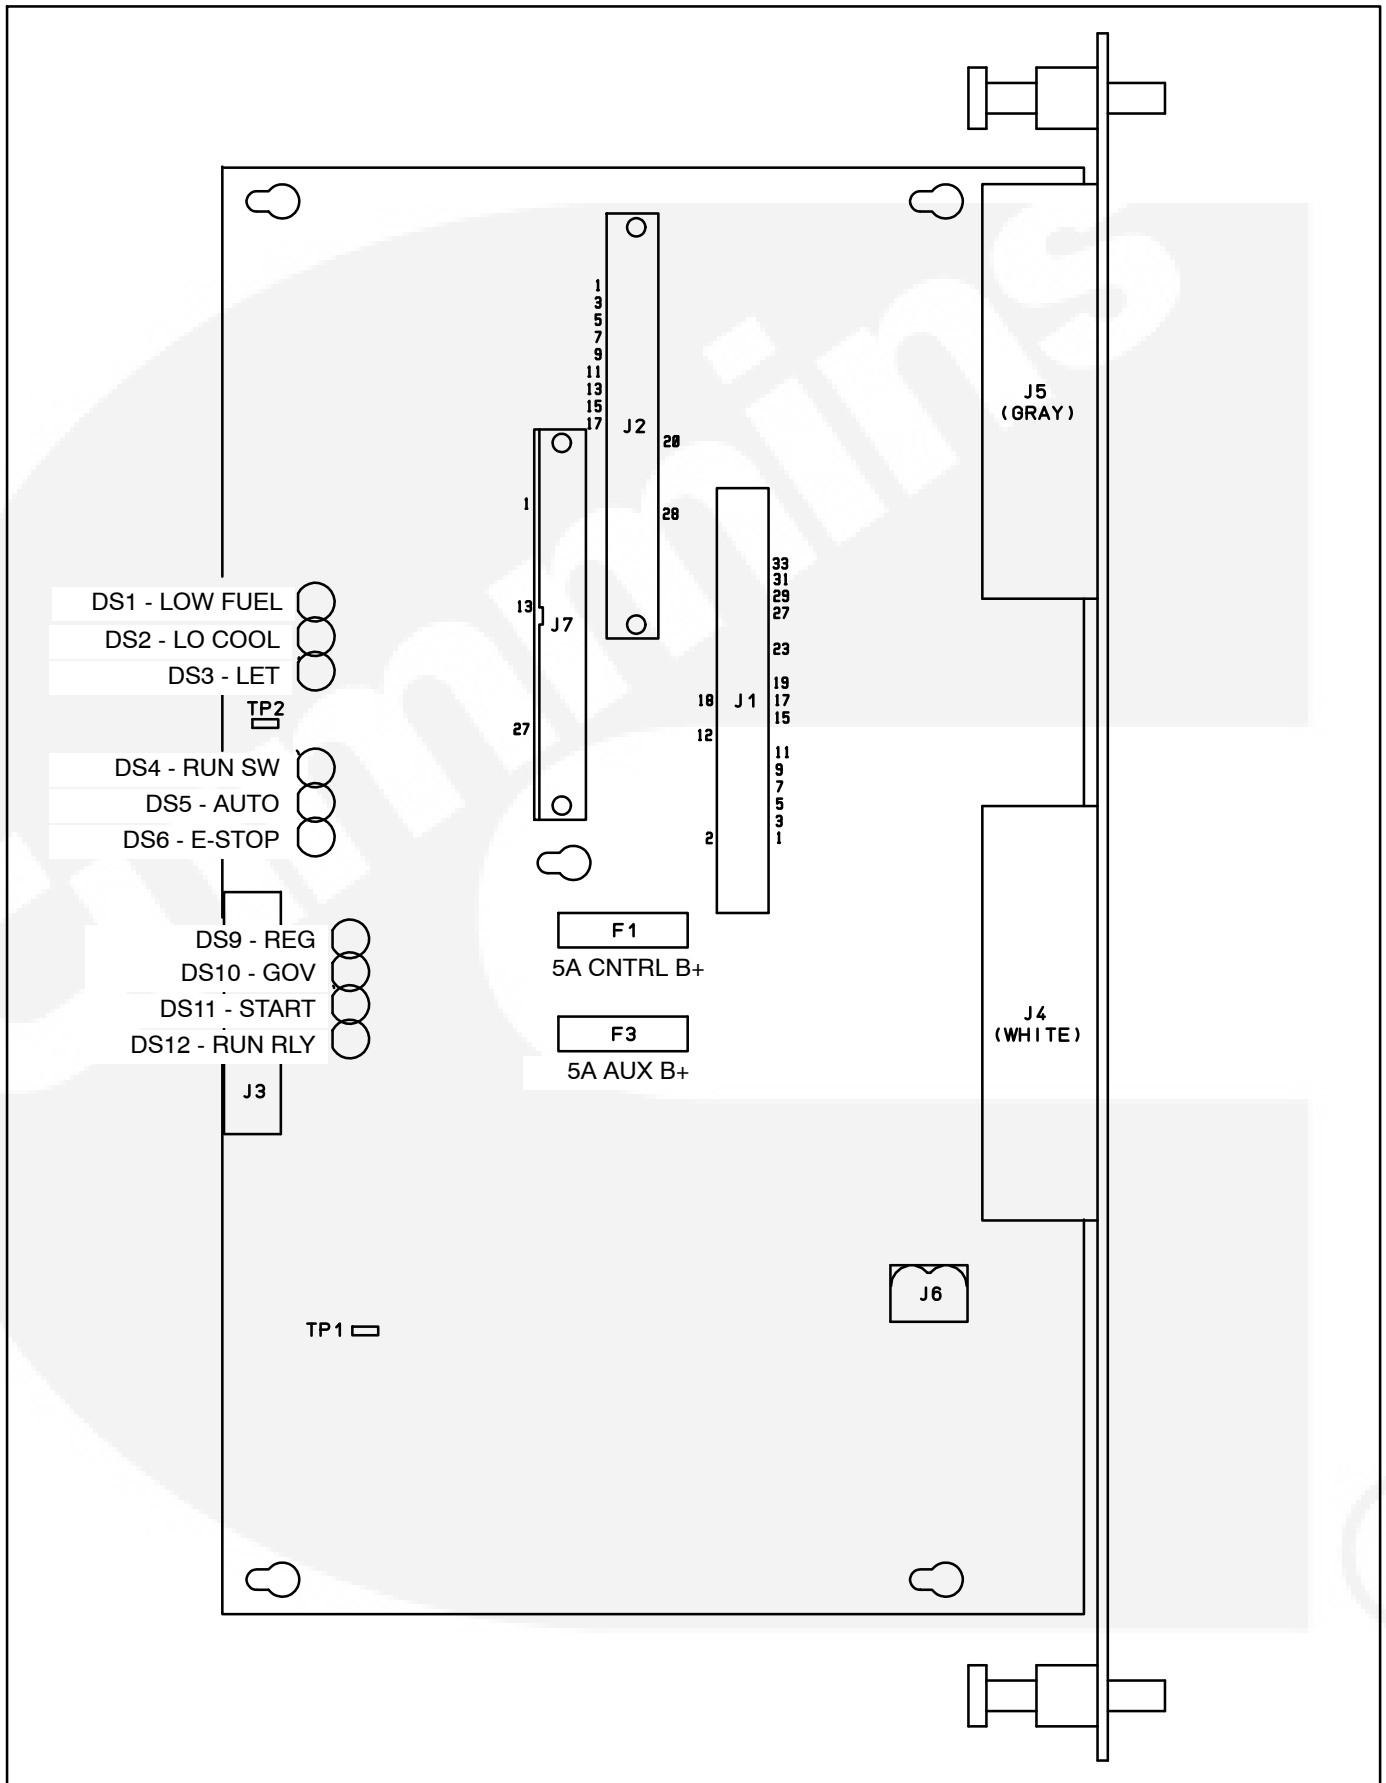 1
3
5
7
9
11
13
15
17
J2
20
28
J5
(GRAY)
1
13
J7
27
33
31
29
27
23
19
17
15
11
9
7
5
3
1
18
12
2
J1
DS1 - LOW FUEL
DS2 - LO COOL
DS3 - LET
TP2
DS4 - RUN SW
DS5 - AUTO
DS6 - E-STOP
DS9 - REG
DS10 - GOV
DS11 - START
DS12 - RUN RLY
J3
F1
5A CNTRL B+
F3
5A AUX B+
J4
(WHITE)
J6
TP1
Cummins